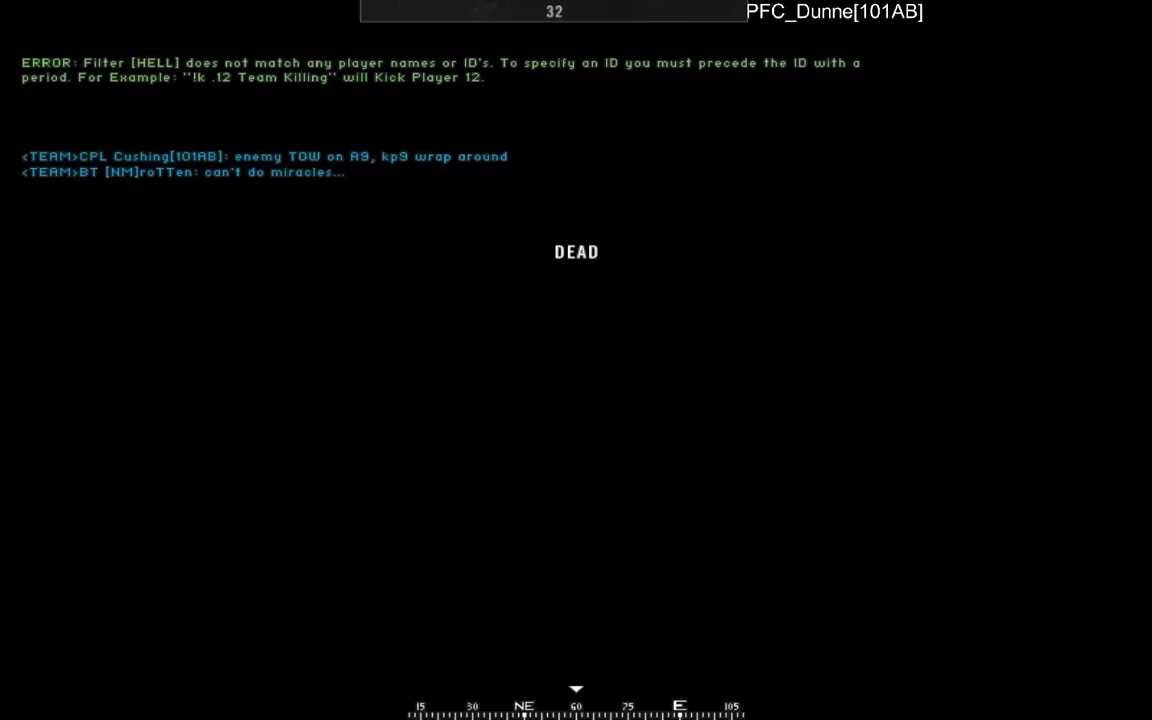 32
PFC_Dunne[101AB]
ERROR: Filter [HELL] does not match any player names or ID's. To specify an ID you must precede the ID with a
period. For Example: "!k .12 Team Killing" will Kick Player 12.
<TEAM>CPL Cushing[101AB]: enemy TOW on A9, kp9 wrap around
<TEAM>BT [NM]roTTen: can't do miracles...
DEAD
15 30 NE 60 75 E 105